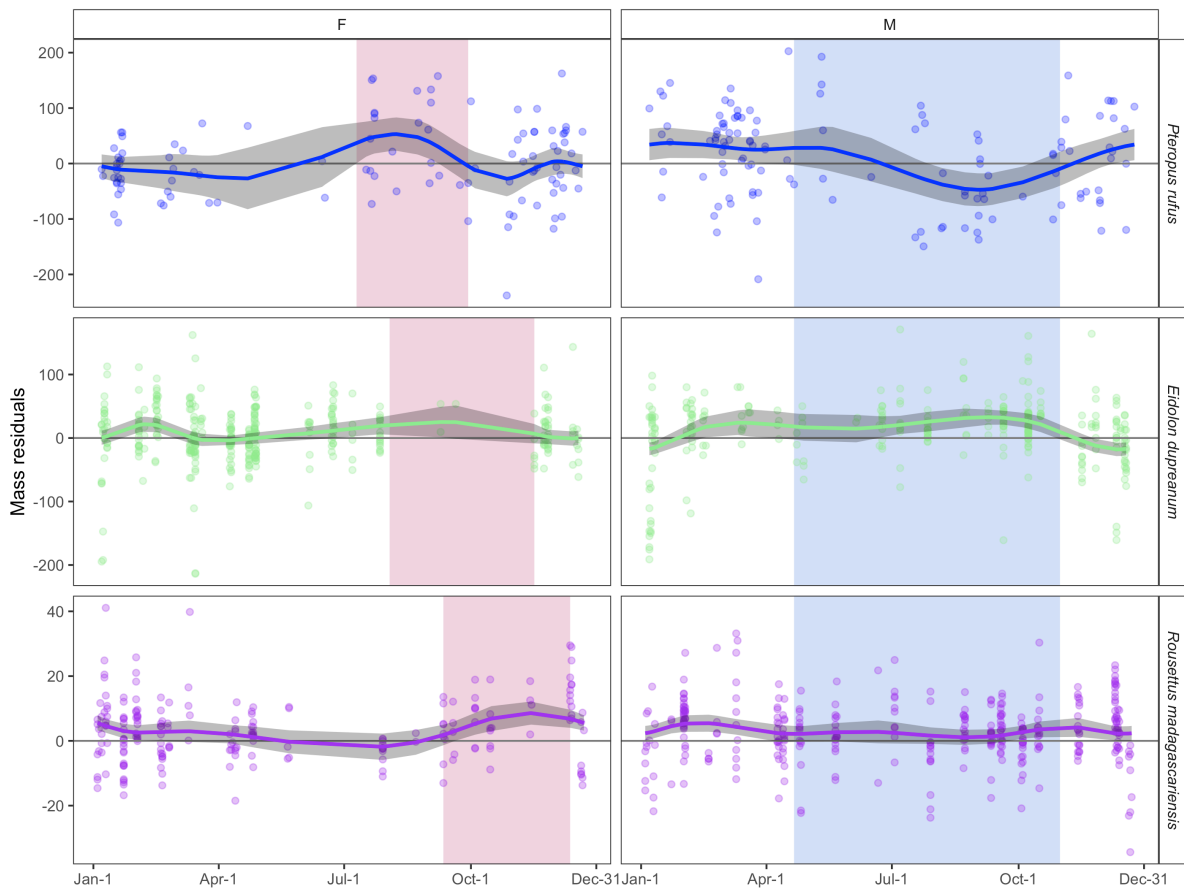 F
M
200
100
0
-100
-200
Pteropus rufus
Mass residuals
100
0
-100
-200
Eidolon dupreanum
40
20
0
-20
Rousettus madagascariensis
Jan-1
Apr-1
Jul-1
Oct-1
Dec-31
Jan-1
Apr-1
Jul-1
Oct-1
Dec-31